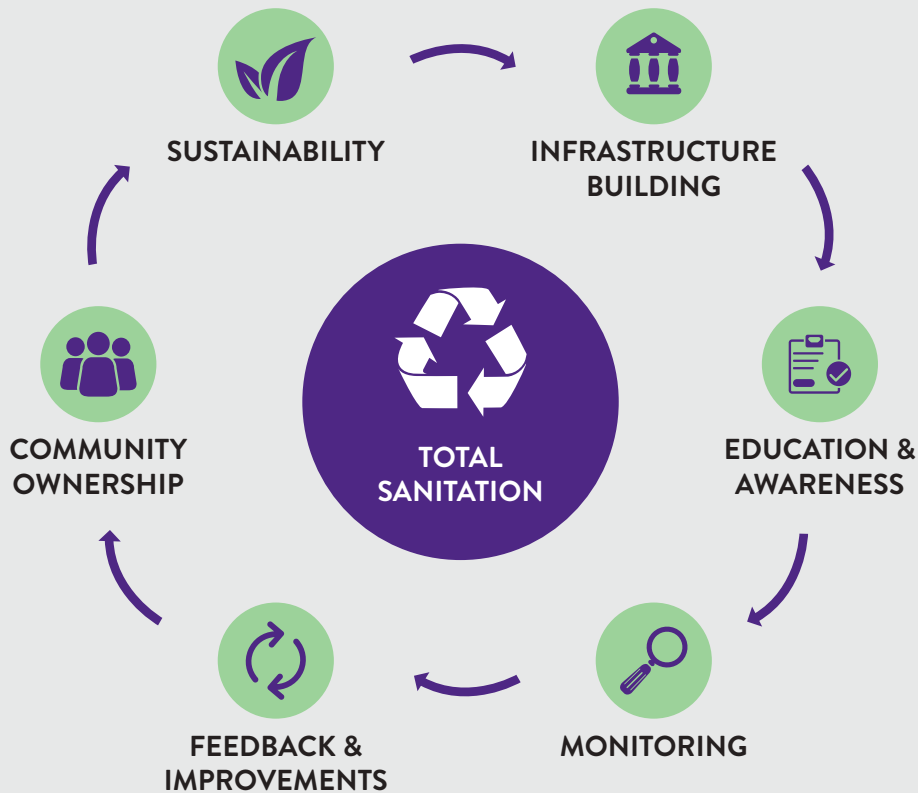 SUSTAINABILITY
INFRASTRUCTURE
BUILDING
EDUCATION &
AWARENESS
MONITORING
FEEDBACK &
IMPROVEMENTS
COMMUNITY
OWNERSHIP
TOTAL
SANITATION